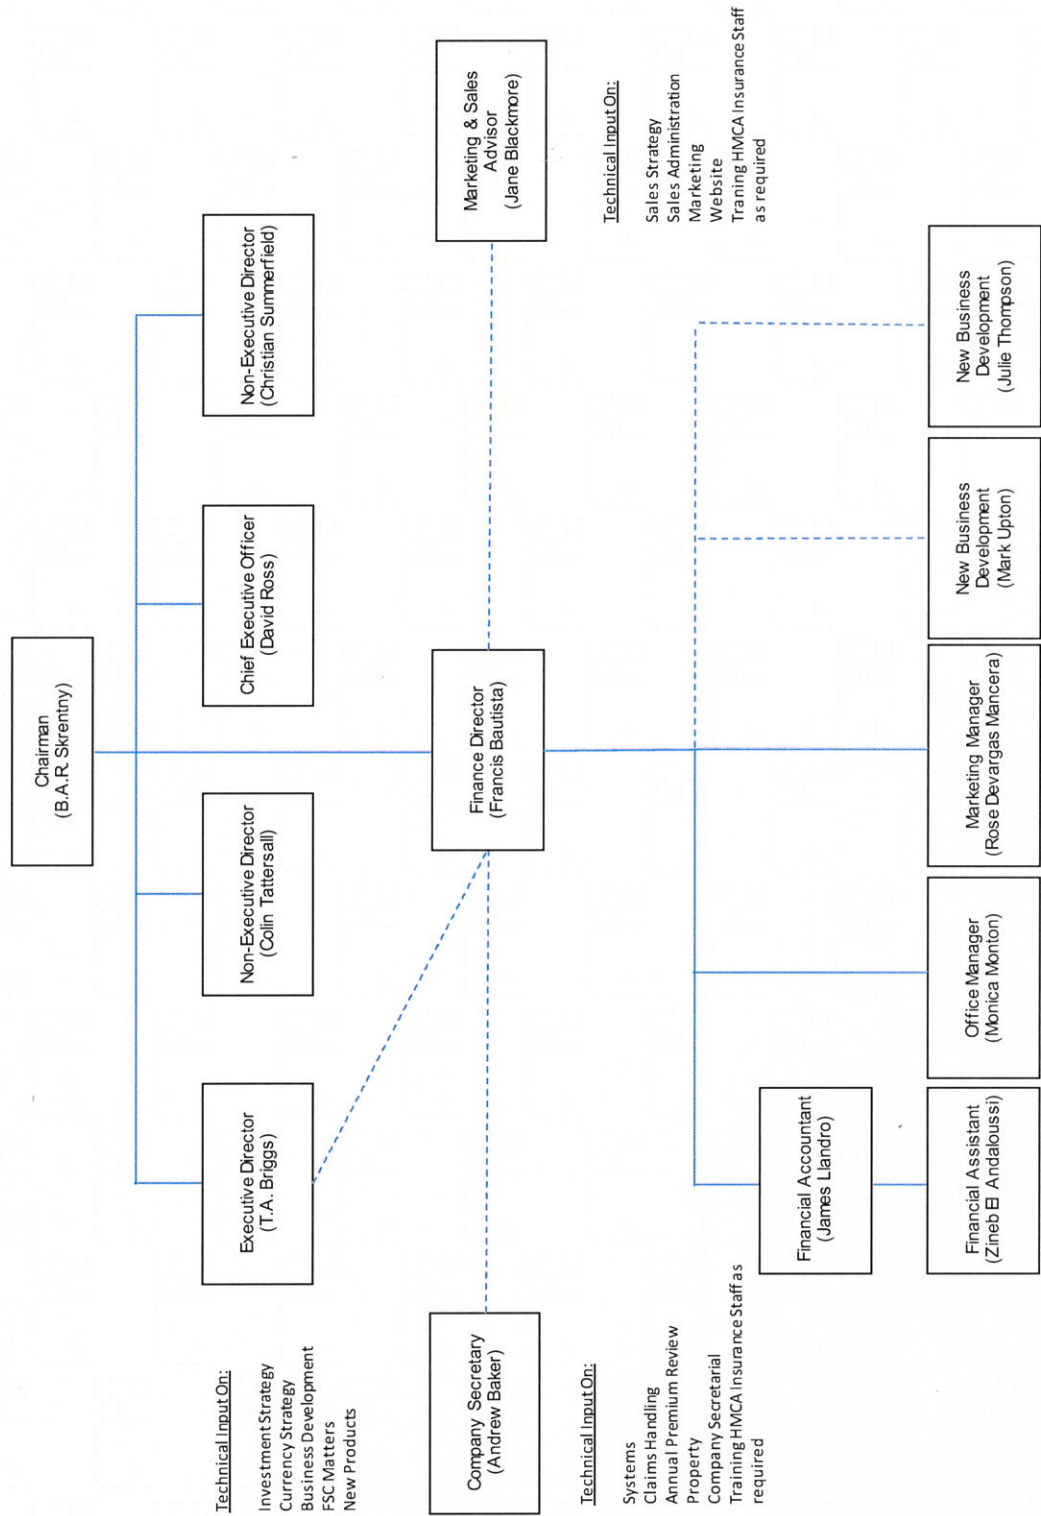 Chairman
(B.A.R. Skrentny)
Executive Director
(T.A. Briggs)
Non-Executive Director
(Colin Tattersall)
Chief Executive Officer
(David Ross)
Non-Executive Director
(Christian Summerfield)
Technical Input On:
Investment Strategy
Currency Strategy
Business Development
FSC Matters
New Products
Company Secretary
(Andrew Baker)
Finance Director
(Francis Bautista)
Marketing & Sales
Advisor
(Jane Blackmore)
Technical Input On:
Systems
Claims Handling
Annual Premium Review
Property
Company Secretarial
Training HMCA Insurance Staff as
required
Technical Input On:
Sales Strategy
Sales Administration
Marketing
Website
Traning HMCA Insurance Staff
as required
Financial Accountant
(James Llandro)
Financial Assistant
(Zineb El Andaloussi)
Office Manager
(Monica Monton)
Marketing Manager
(Rose Devargas Mancera)
New Business
Development
(Mark Upton)
New Business
Development
(Julie Thompson)